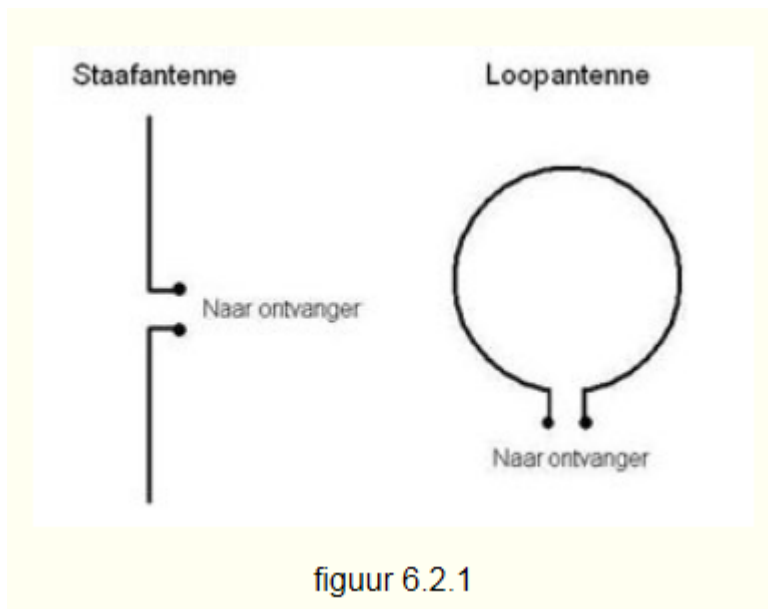 Staafantenne
Loopantenne
Naar ontvanger
Naar ontvanger
figuur 6.2.1